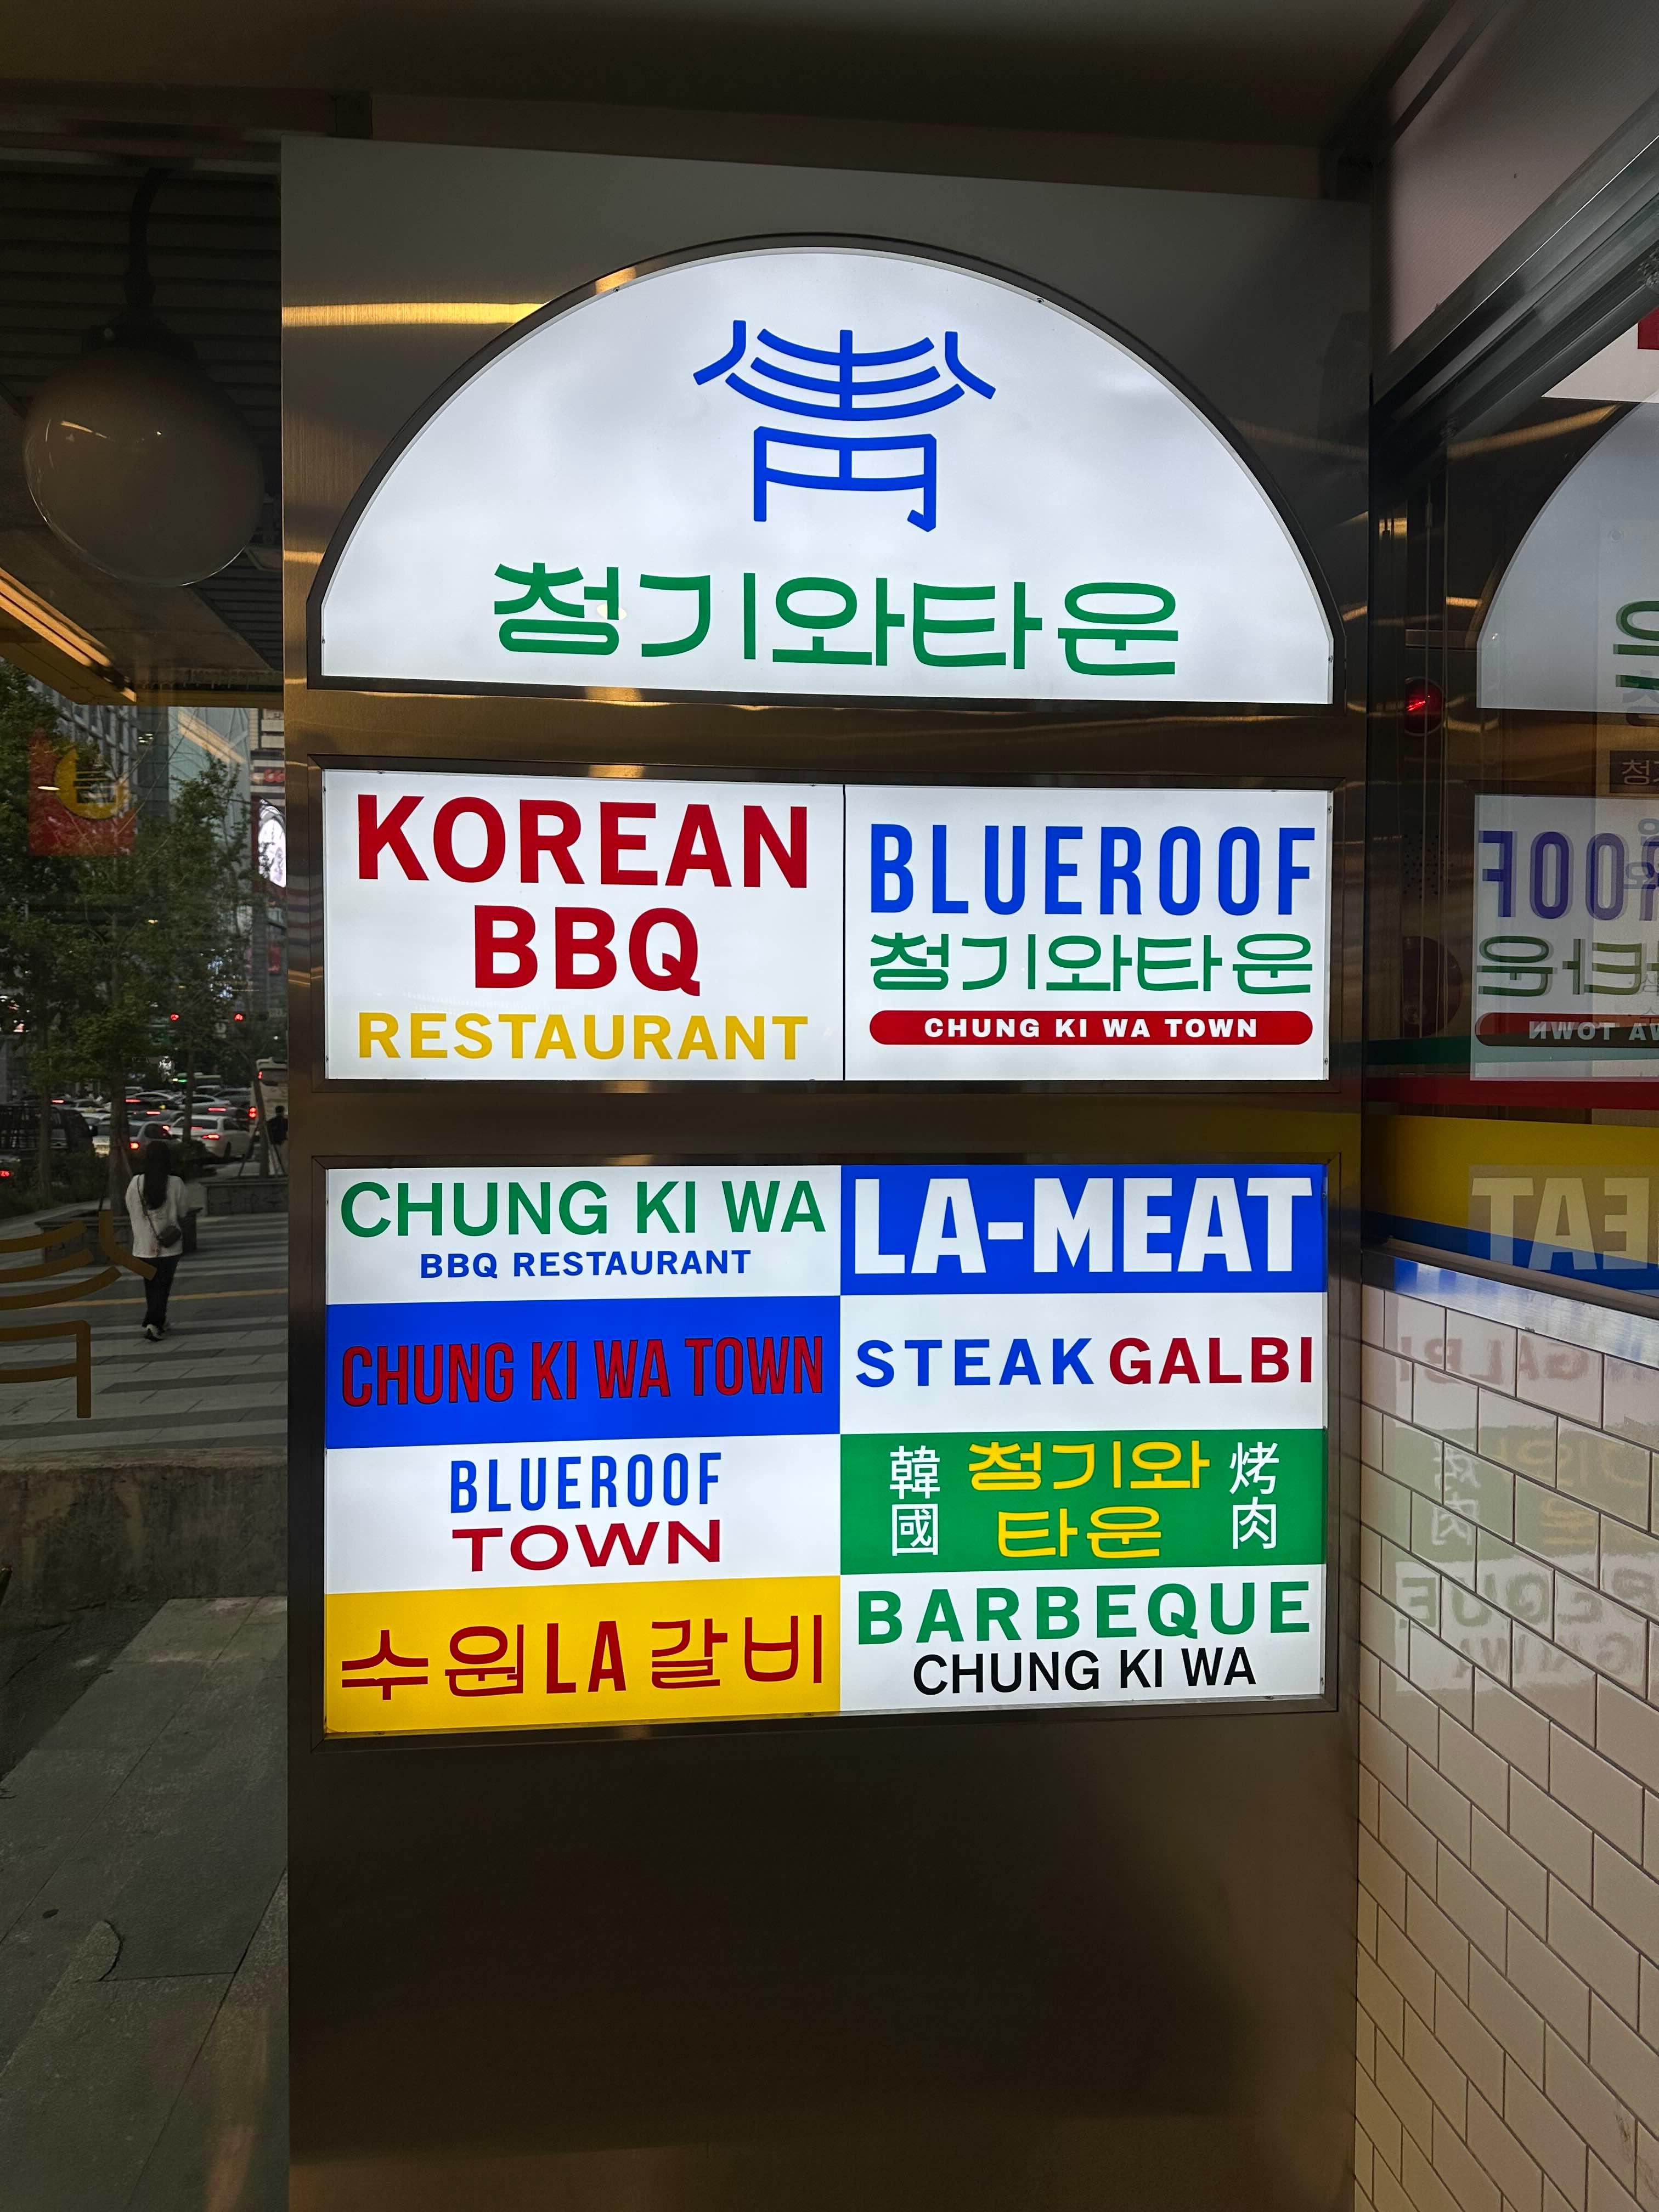 청기와타운
KOREAN
BBQ
RESTAURANT
BLUEROOF
청기와타운
CHUNG KI WA TOWN
CHUNG KI WA
BBQ RESTAURANT
LA-MEAT
CHUNG KI WA TOWN
STEAK GALBI
BLUEROOF
TOWN
韓國 청기와 烤肉
타운
수원LA갈비
BARBEQUE
CHUNG KI WA